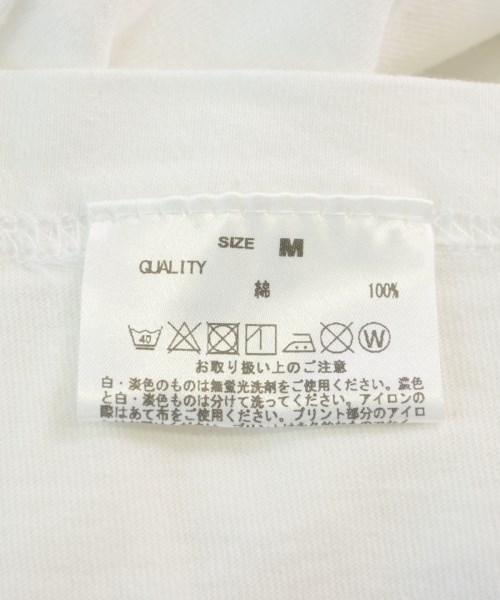 SIZE M
QUALITY
綿 100%
40 W
お取り扱い上のご注意
白・淡色のものは無蛍光洗剤をご使用ください。濃色
と白・淡色のものは分けて洗ってください。アイロンの
際はあて布をご使用ください。プリント部分のアイロ